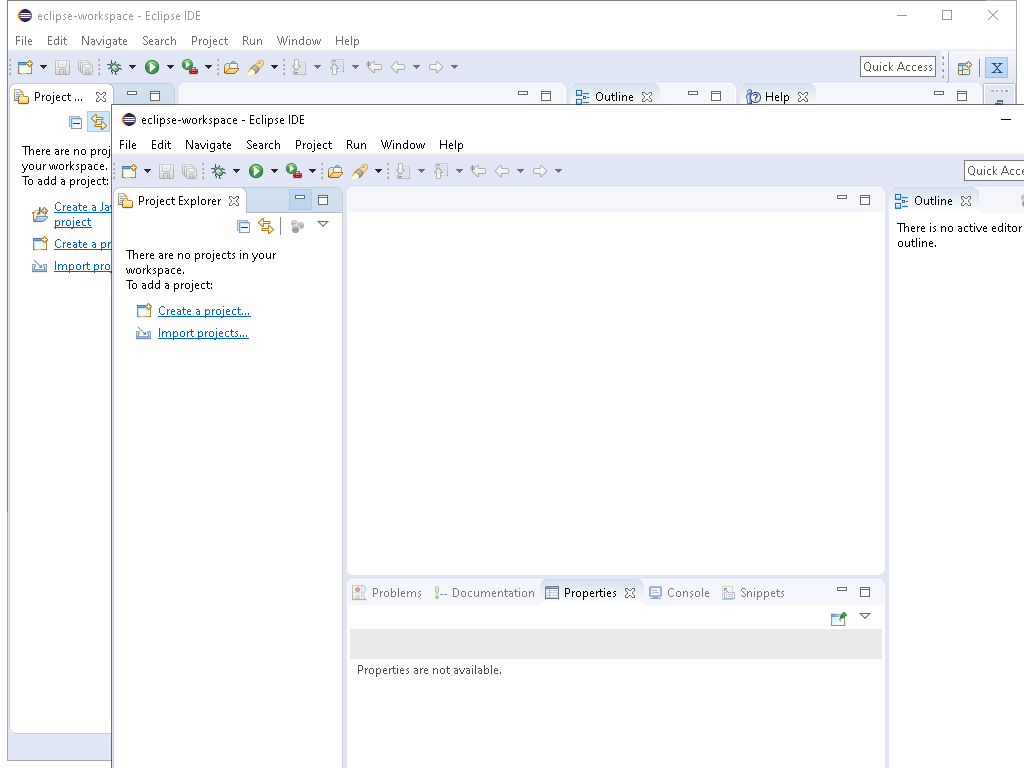 eclipse-workspace - Eclipse IDE
File Edit Navigate Search Project Run Window Help
Quick Access
Project ...
Outline
Help
There are no proj
your workspace.
To add a project:
Create a Ja
project
Create a pr
Import proj
eclipse-workspace - Eclipse IDE
File Edit Navigate Search Project Run Window Help
Quick Acce
Project Explorer
Outline
There are no projects in your
workspace.
To add a project:
Create a project...
Import projects...
There is no active editor
outline.
Problems Documentation Properties Console Snippets
Properties are not available.